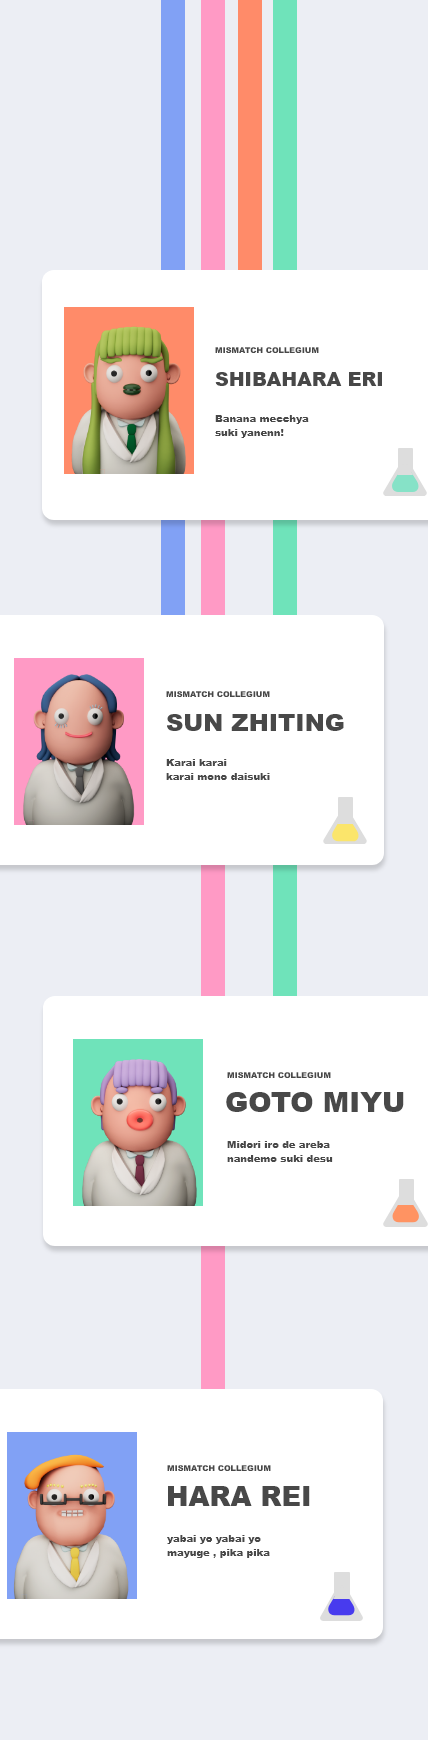 MISMATCH COLLEGIUM
SHIBAHARA ERI
Banana mecchya
suki yanenn!
MISMATCH COLLEGIUM
SUN ZHITING
Karai karai
karai mono daisuki
MISMATCH COLLEGIUM
GOTO MIYU
Midori iro de areba
nandemo suki desu
MISMATCH COLLEGIUM
HARA REI
yabai yo yabai yo
mayuge , pika pika